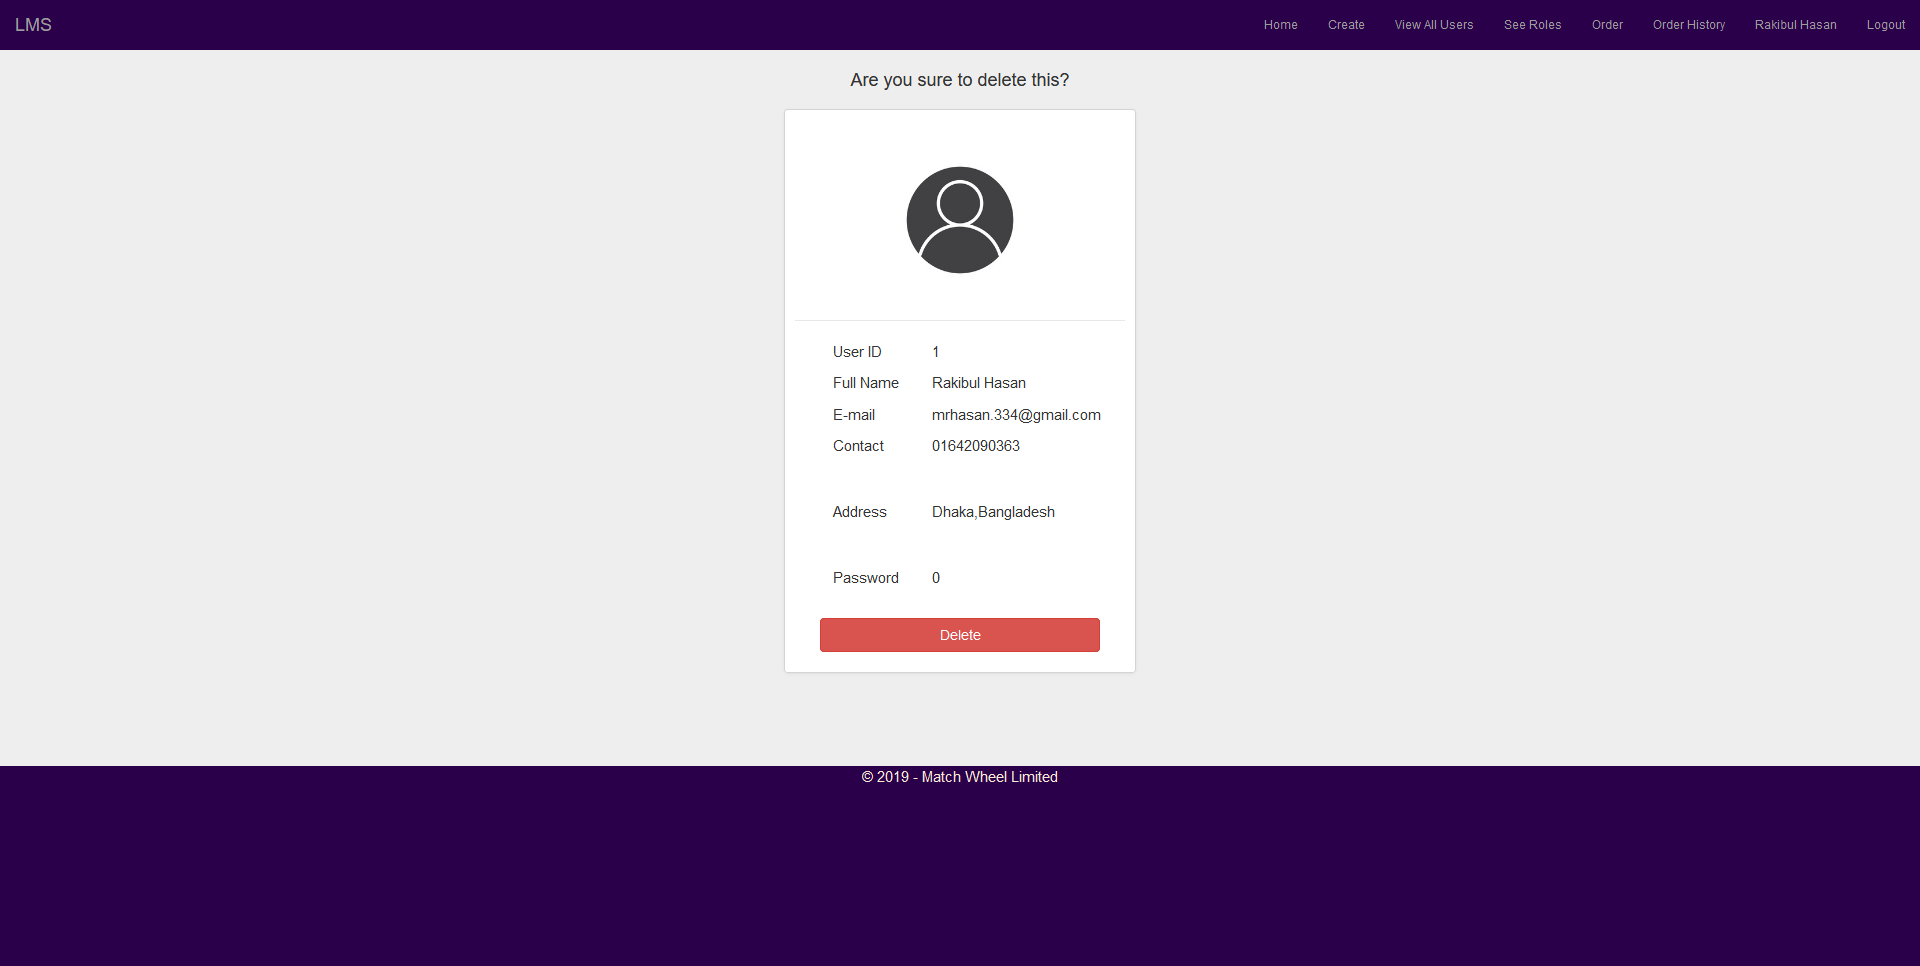 LMS Home Create View All Users See Roles Order Order History Rakibul Hasan Logout
Are you sure to delete this?
User ID 1
Full Name Rakibul Hasan
E-mail mrhasan.334@gmail.com
Contact 01642090363
Address Dhaka,Bangladesh
Password 0
Delete
© 2019 - Match Wheel Limited